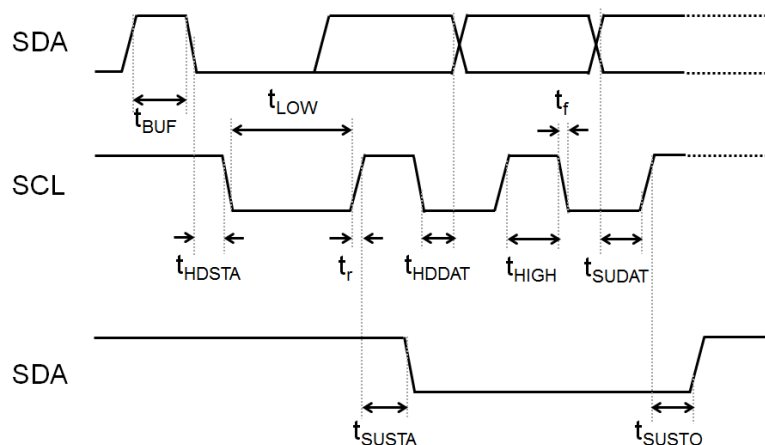 SDA
t_BUF
t_LOW
t_f
SCL
t_HDSTA
t_r
t_HDDAT
t_HIGH
t_SUDAT
SDA
t_SUSTA
t_SUSTO